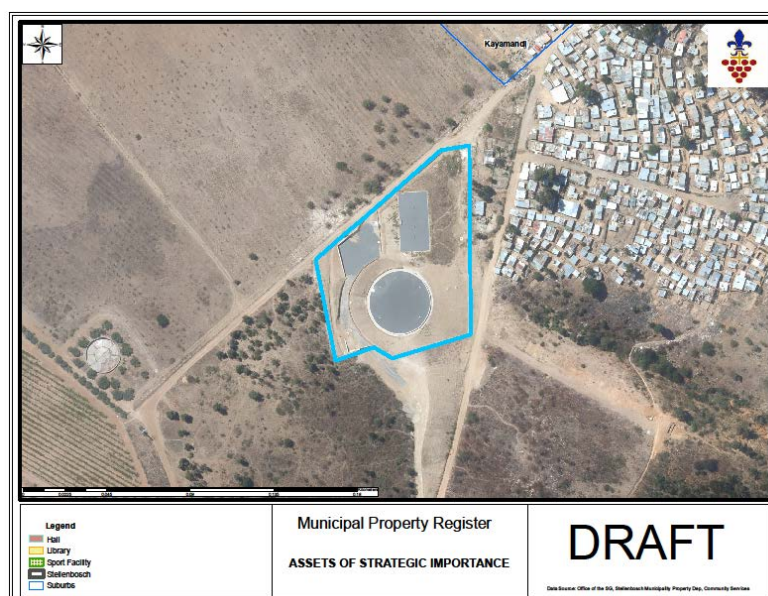 Kayamandi
Legend
Hall
Library
Sport Facility
Stellenbosch
Suburbs
Municipal Property Register
ASSETS OF STRATEGIC IMPORTANCE
DRAFT
Data Source: Office of the SG, Stellenbosch Municipality Property Dep, Community Services